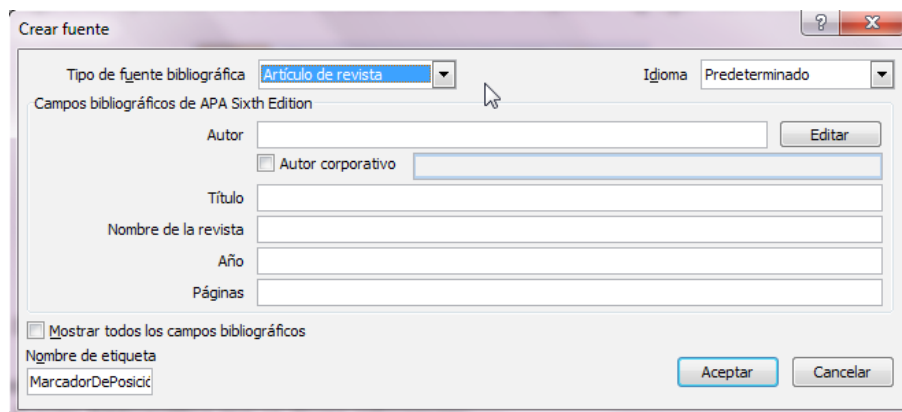 Crear fuente
Tipo de fuente bibliográfica Artículo de revista Idioma Predeterminado
Campos bibliográficos de APA Sixth Edition
Autor Editar
Autor corporativo
Título
Nombre de la revista
Año
Páginas
Mostrar todos los campos bibliográficos
Nombre de etiqueta
MarcadorDePosició Aceptar Cancelar